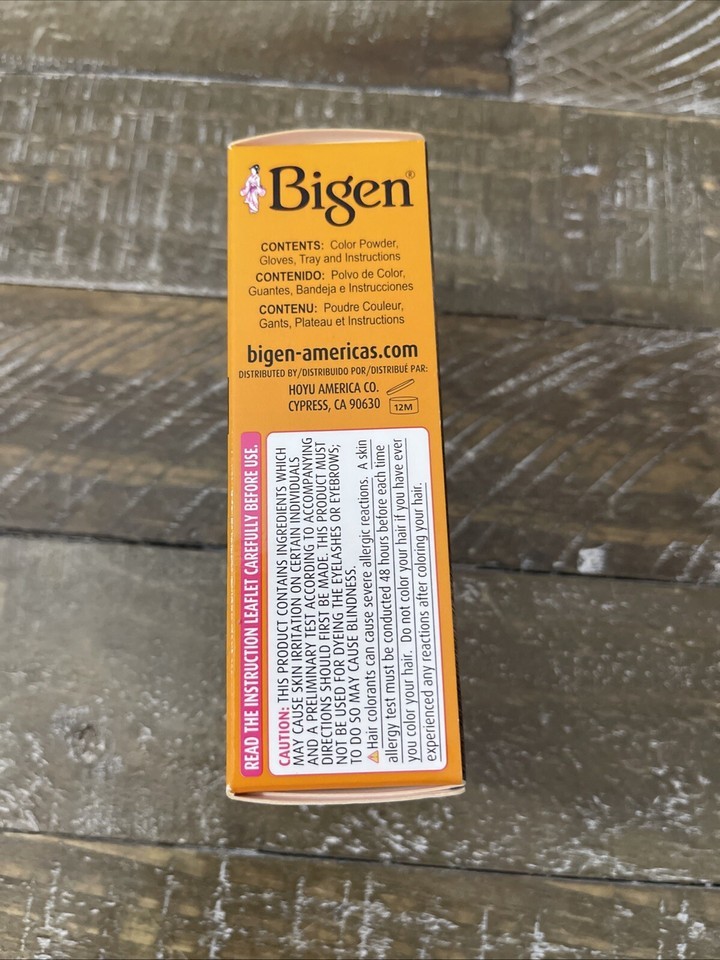 Bigen®
CONTENTS: Color Powder,
Gloves, Tray and Instructions
CONTENIDO: Polvo de Color,
Guantes, Bandeja e Instrucciones
CONTENU: Poudre Couleur,
Gants, Plateau et Instructions
bigen-americas.com
DISTRIBUTED BY/DISTRIBUIDO POR/DISTRIBUÉ PAR:
HOYU AMERICA CO.
CYPRESS, CA 90630
12M
READ THE INSTRUCTION LEAFLET CAREFULLY BEFORE USE.
CAUTION: THIS PRODUCT CONTAINS INGREDIENTS WHICH
MAY CAUSE SKIN IRRITATION ON CERTAIN INDIVIDUALS
AND A PRELIMINARY TEST ACCORDING TO ACCOMPANYING
DIRECTIONS SHOULD FIRST BE MADE. THIS PRODUCT MUST
NOT BE USED FOR DYEING THE EYELASHES OR EYEBROWS;
TO DO SO MAY CAUSE BLINDNESS.
⚠Hair colorants can cause severe allergic reactions. A skin
allergy test must be conducted 48 hours before each time
you color your hair. Do not color your hair if you have ever
experienced any reactions after coloring your hair.